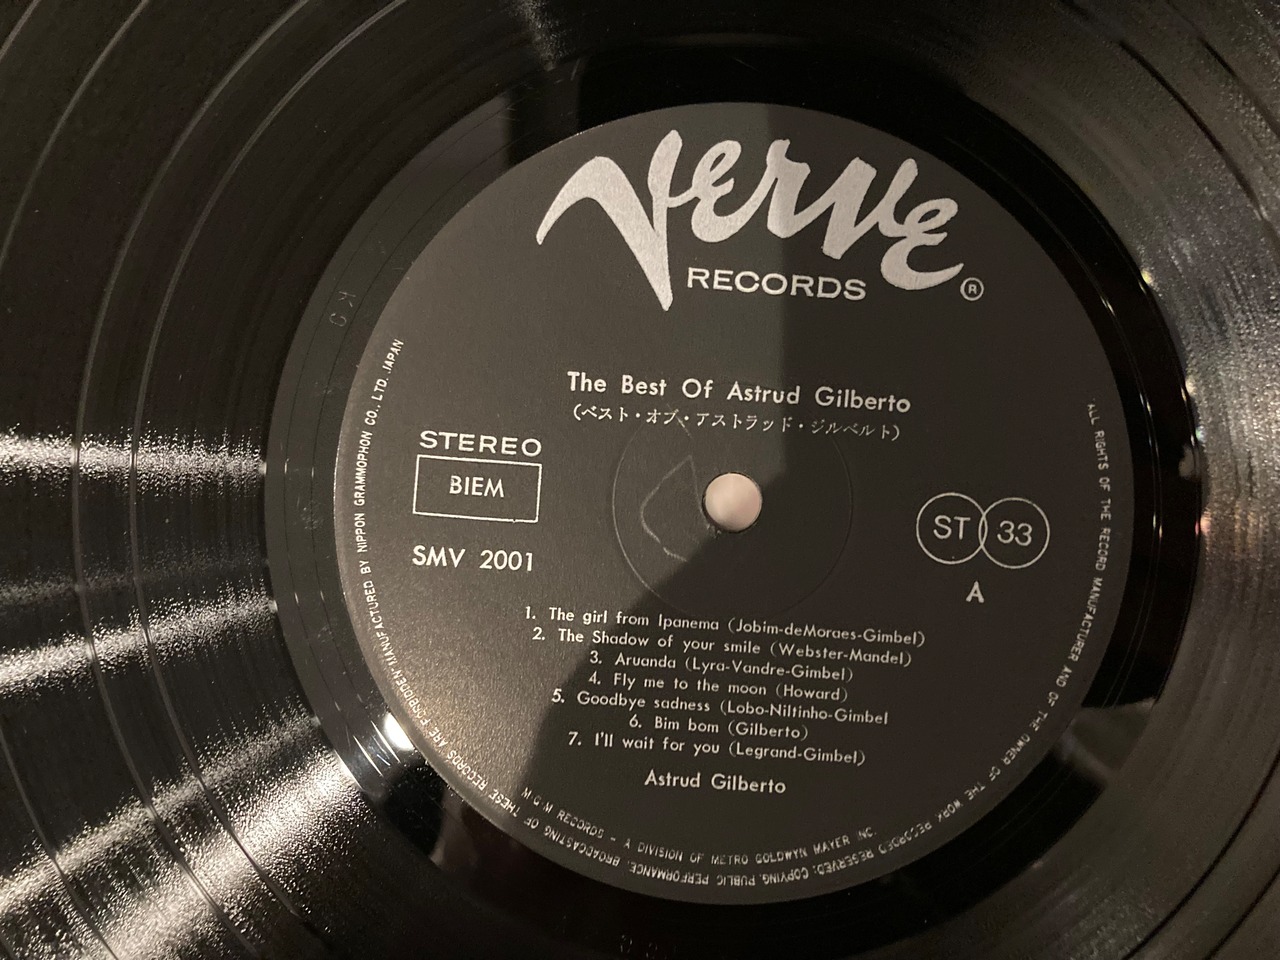 Verve
RECORDS ®
The Best Of Astrud Gilberto
(ベスト・オブ・アストラッド・ジルベルト)
STEREO
BIEM
SMV 2001
ST 33
A
1. The girl from Ipanema (Jobim-deMoraes-Gimbel)
2. The Shadow of your smile (Webster-Mandel)
3. Aruanda (Lyra-Vandre-Gimbel)
4. Fly me to the moon (Howard)
5. Goodbye sadness (Lobo-Niltinho-Gimbel
6. Bim bom (Gilberto)
7. I'll wait for you (Legrand-Gimbel)
Astrud Gilberto
M G M RECORDS – A DIVISION OF METRO GOLDWYN MAYER INC.
ALL RIGHTS OF THE RECORD MANUFACTURER AND OF THE OWNER OF THE WORK RECORDED RESERVED; COPYING, PUBLIC PERFORMANCE, BROADCASTING OF THESE RECORDS ARE FORBIDDEN MANUFACTURED BY NIPPON GRAMMOPHON CO., LTD. JAPAN